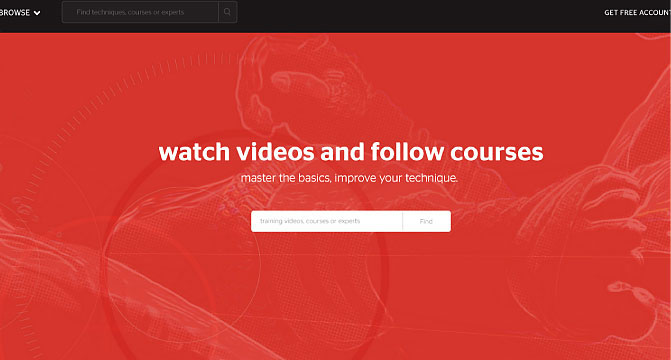 BROWSE
Find techniques, courses or experts
GET FREE ACCOUNT
watch videos and follow courses
master the basics, improve your technique.
training videos, courses or experts
Find